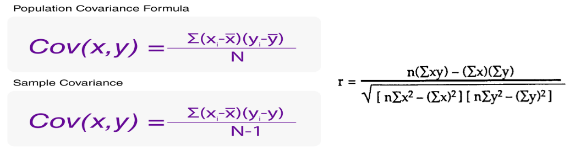 Population Covariance Formula
Cov(x,y) = Σ(xᵢ-x̅)(yᵢ-y̅) / N
Sample Covariance
Cov(x,y) = Σ(xᵢ-x̅)(yᵢ-y̅) / N-1
r = n(Σxy) – (Σx)(Σy) / √[ nΣx² – (Σx)² ] [ nΣy² – (Σy)² ]